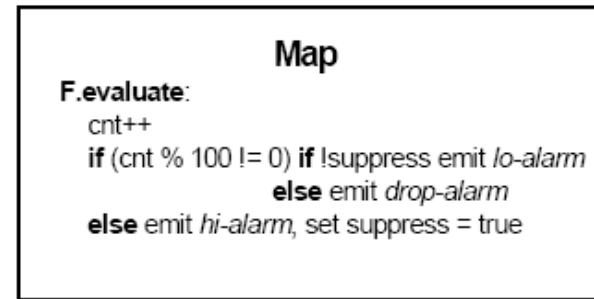 Map
F.evaluate:
cnt++
if (cnt % 100 != 0) if !suppress emit lo-alarm
else emit drop-alarm
else emit hi-alarm, set suppress = true